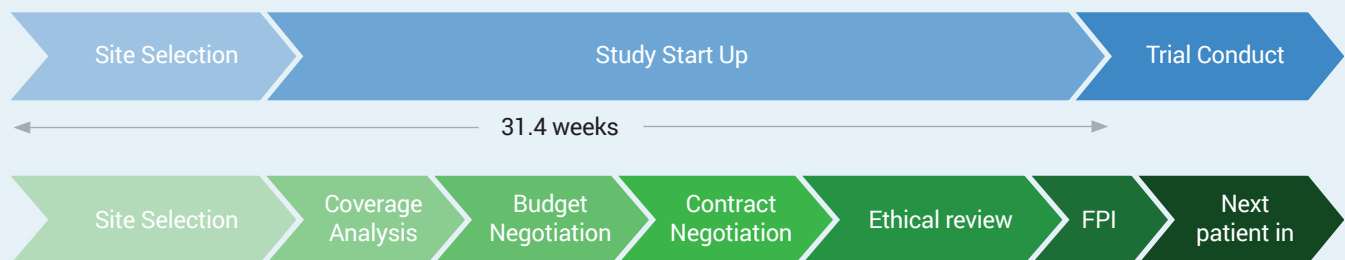 Site Selection
Study Start Up
Trial Conduct
31.4 weeks
Site Selection
Coverage
Analysis
Budget
Negotiation
Contract
Negotiation
Ethical review
FPI
Next
patient in